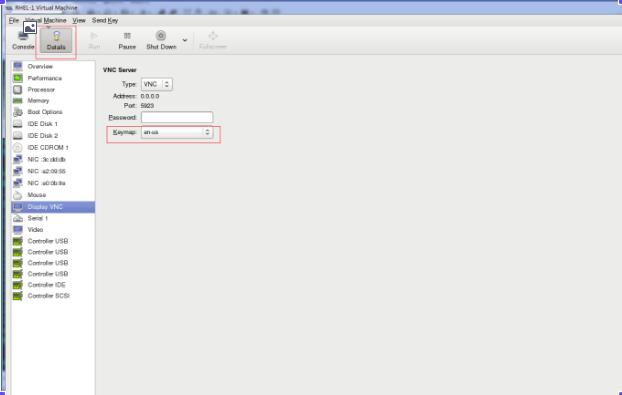 RHEL-1 Virtual Machine
File Virtual Machine View Send Key
Console Details Run Pause Shut Down Fullscreen
Overview
Performance
Processor
Memory
Boot Options
IDE Disk 1
IDE Disk 2
IDE CDROM 1
NIC :3c:dd:db
NIC :a2:09:55
NIC :e0:0b:9a
Mouse
Display VNC
Serial 1
Video
Controller USB
Controller USB
Controller USB
Controller USB
Controller IDE
Controller SCSI
VNC Server
Type: VNC
Address: 0.0.0.0
Port: 5923
Password:
Keymap: en-us